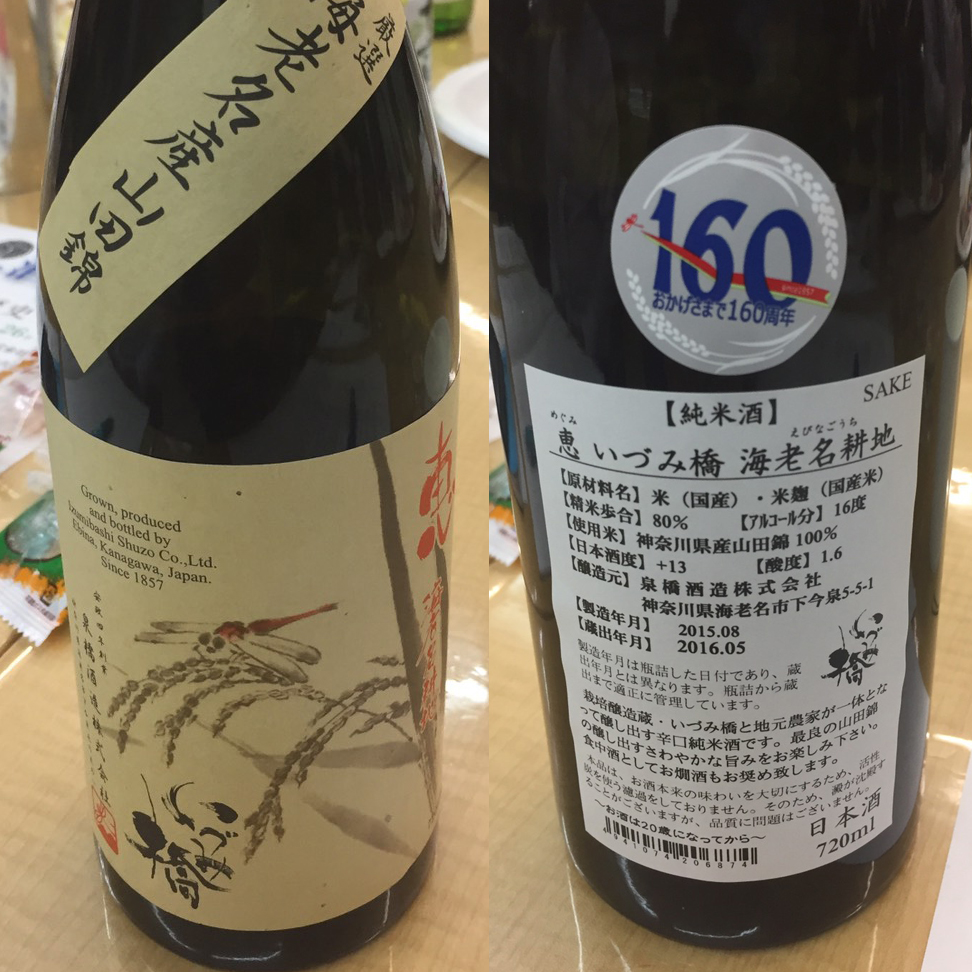 厳選
海老名産山田錦
恵
海老名耕地
Grown, produced
and bottled by
Izumibashi Shuzo Co.,Ltd.
Ebina, Kanagawa, Japan.
Since 1857
安政四年創業
泉橋酒造株式会社
いづみ橋
160
since1857
おかげさまで160周年
SAKE
【純米酒】
めぐみ
えびなごうち
恵 いづみ橋 海老名耕地
【原材料名】米（国産）・米麹（国産米）
【精米歩合】80% 【アルコール分】16度
【使用米】神奈川県産山田錦 100%
【日本酒度】+13 【酸度】1.6
【醸造元】泉橋酒造株式会社
神奈川県海老名市下今泉5-5-1
【製造年月】 2015.08
【蔵出年月】 2016.05
製造年月は瓶詰した日付であり、蔵
出年月とは異なります。瓶詰から蔵
出まで適正に管理しています。
いづみ橋
栽培醸造蔵・いづみ橋と地元農家が一体とな
って醸し出す辛口純米酒です。最良の山田錦
の醸し出すさわやかな旨みをお楽しみ下さい。
食中酒としてお燗酒もお奨め致します。
本品は、お酒本来の味わいを大切にするため、活性
炭を使う濾過をしておりません。そのため、澱が沈殿す
ることがございますが、品質に問題はございません。
～お酒は20歳になってから～
4941074206874
日本酒
720ml